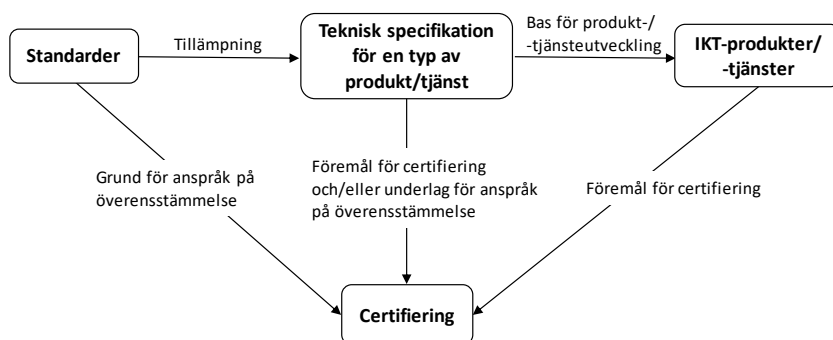 Standarder
Tillämpning
Teknisk specifikation
för en typ av
produkt/tjänst
Bas för produkt-/
-tjänsteutveckling
IKT-produkter/
-tjänster
Grund för anspråk på
överensstämmelse
Föremål för certifiering
och/eller underlag för anspråk
på överensstämmelse
Föremål för certifiering
Certifiering